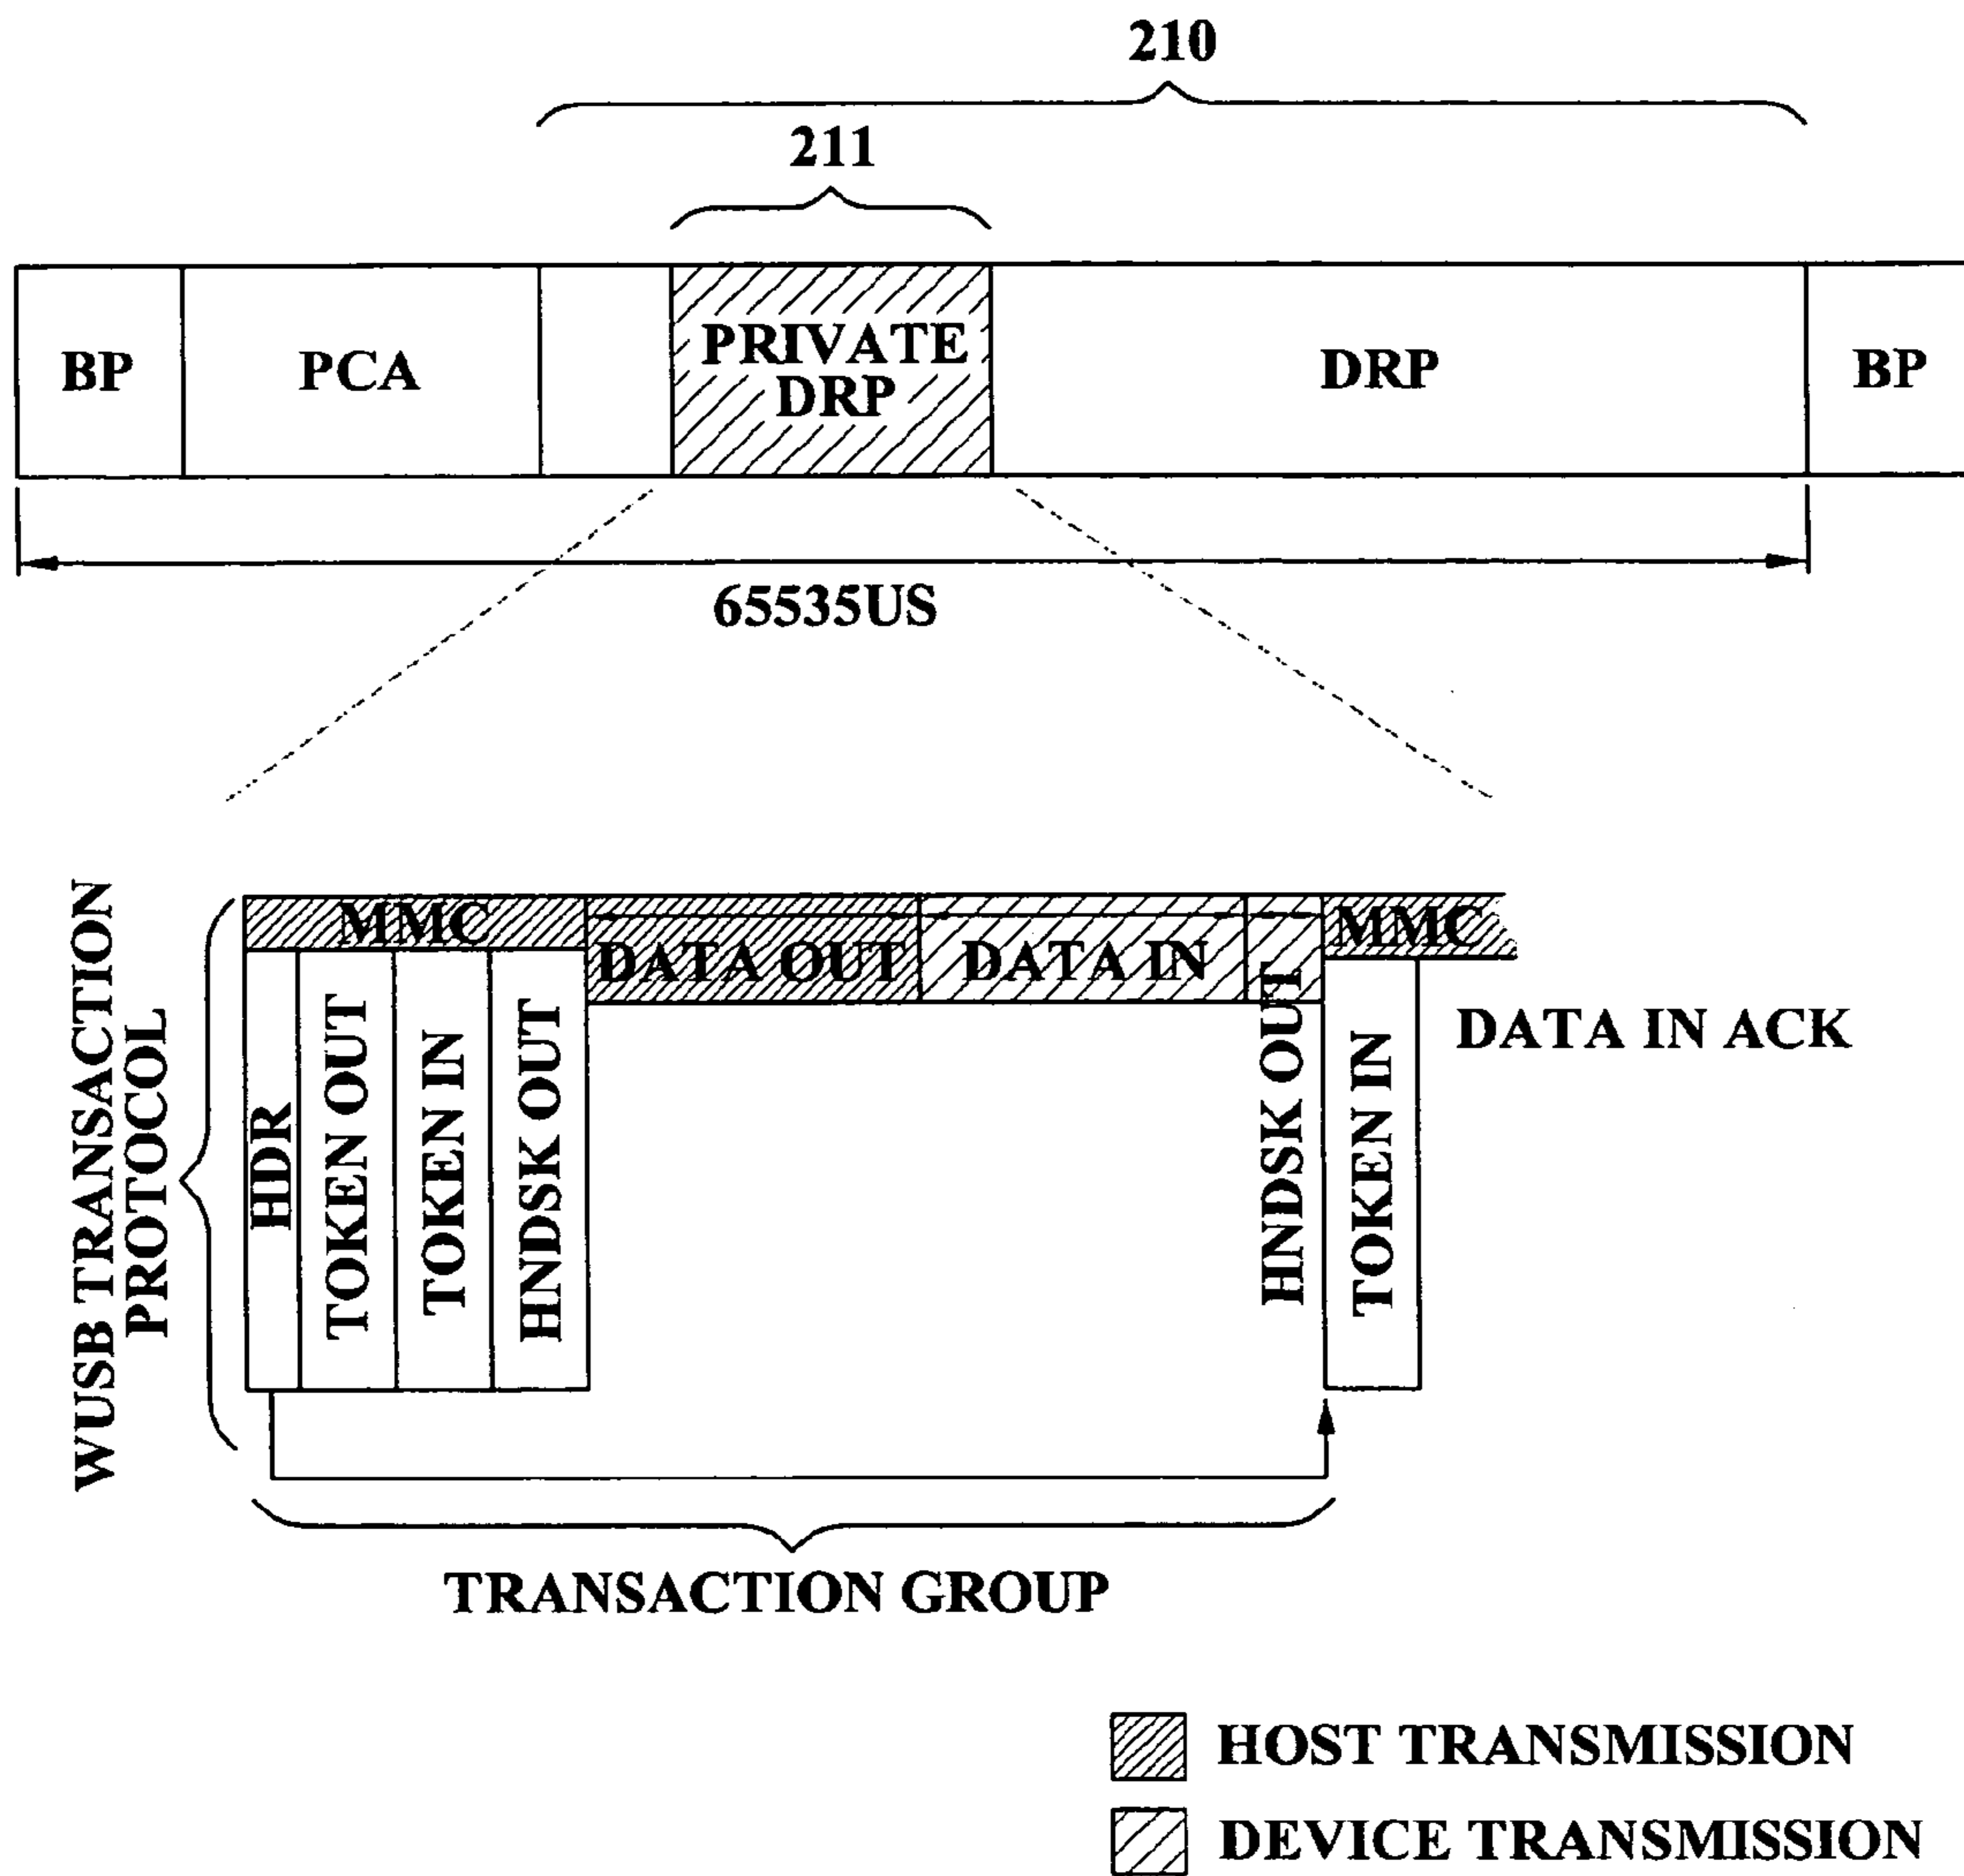 210
211
BP
PCA
PRIVATE
DRP
DRP
BP
65535US
WUSB TRANSACTION
PROTOCOL
MMC
DATA OUT
DATA IN
MMC
HDR
TOKEN OUT
TOKEN IN
HNDSK OUT
HNDSK OUT
TOKEN IN
DATA IN ACK
TRANSACTION GROUP
HOST TRANSMISSION
DEVICE TRANSMISSION